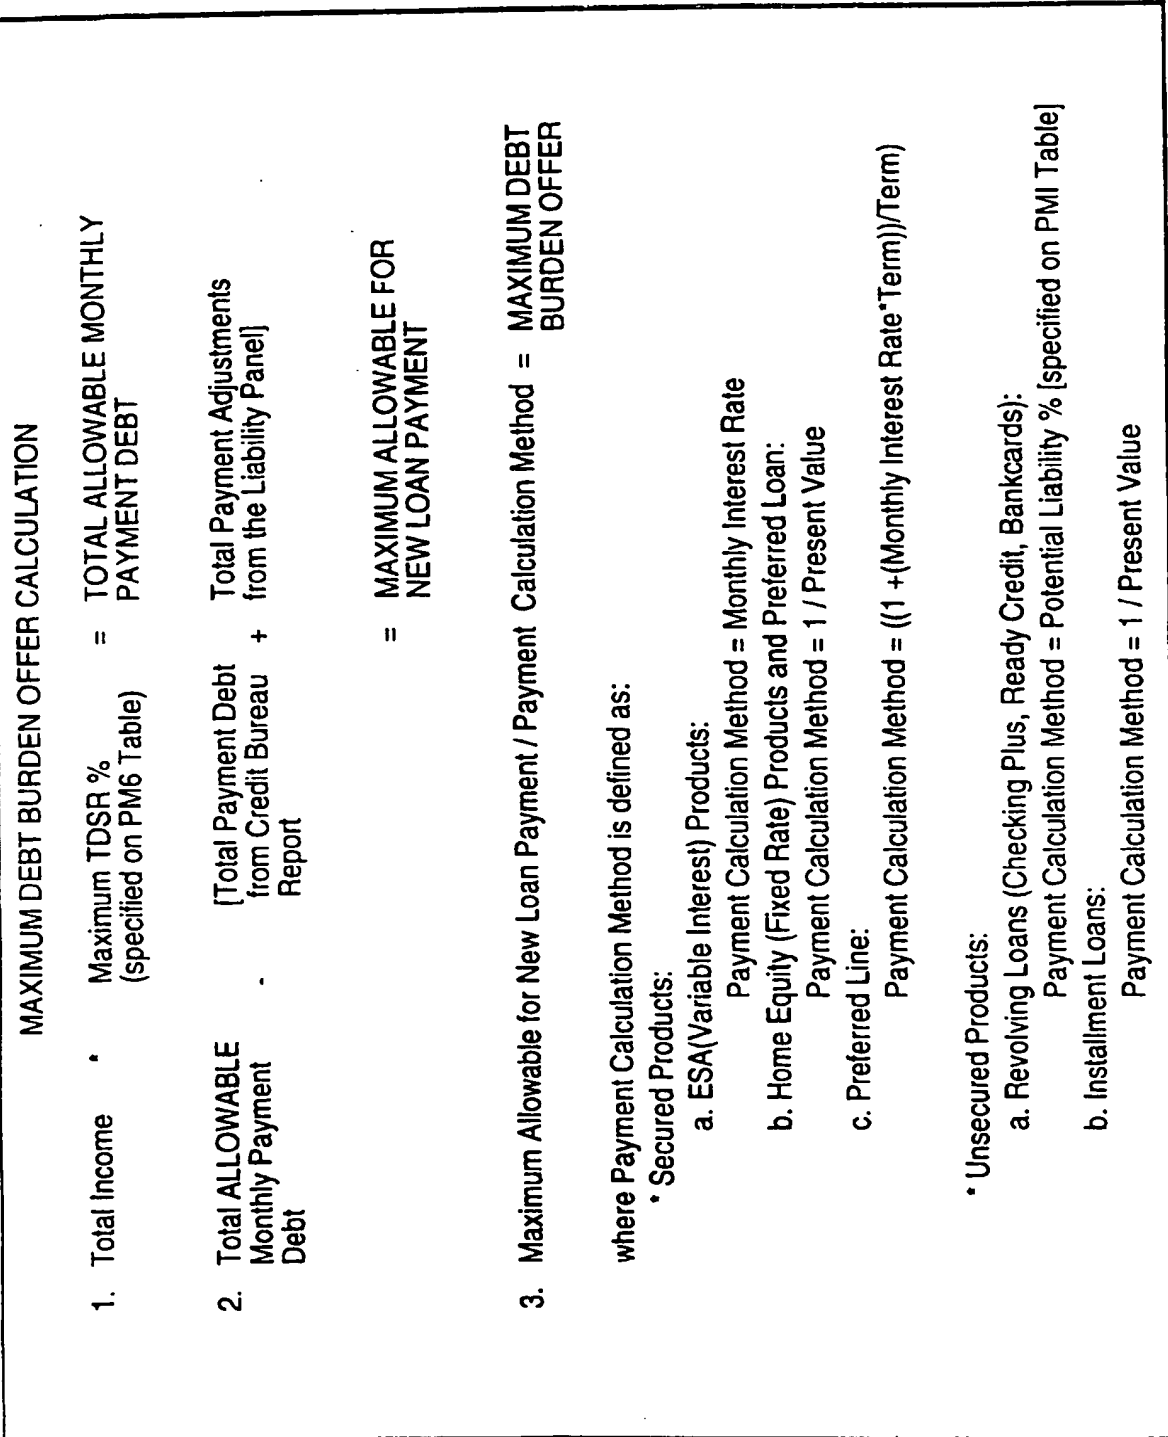 MAXIMUM DEBT BURDEN OFFER CALCULATION
1. Total Income * Maximum TDSR % = TOTAL ALLOWABLE MONTHLY
(specified on PM6 Table) PAYMENT DEBT
2. Total ALLOWABLE - [Total Payment Debt + Total Payment Adjustments
Monthly Payment from Credit Bureau from the Liability Panel]
Debt Report
= MAXIMUM ALLOWABLE FOR
NEW LOAN PAYMENT
3. Maximum Allowable for New Loan Payment / Payment Calculation Method = MAXIMUM DEBT
BURDEN OFFER
where Payment Calculation Method is defined as:
* Secured Products:
a. ESA(Variable Interest) Products:
Payment Calculation Method = Monthly Interest Rate
b. Home Equity (Fixed Rate) Products and Preferred Loan:
Payment Calculation Method = 1 / Present Value
c. Preferred Line:
Payment Calculation Method = ((1 +(Monthly Interest Rate*Term))/Term)
* Unsecured Products:
a. Revolving Loans (Checking Plus, Ready Credit, Bankcards):
Payment Calculation Method = Potential Liability % [specified on PMI Table]
b. Installment Loans:
Payment Calculation Method = 1 / Present Value